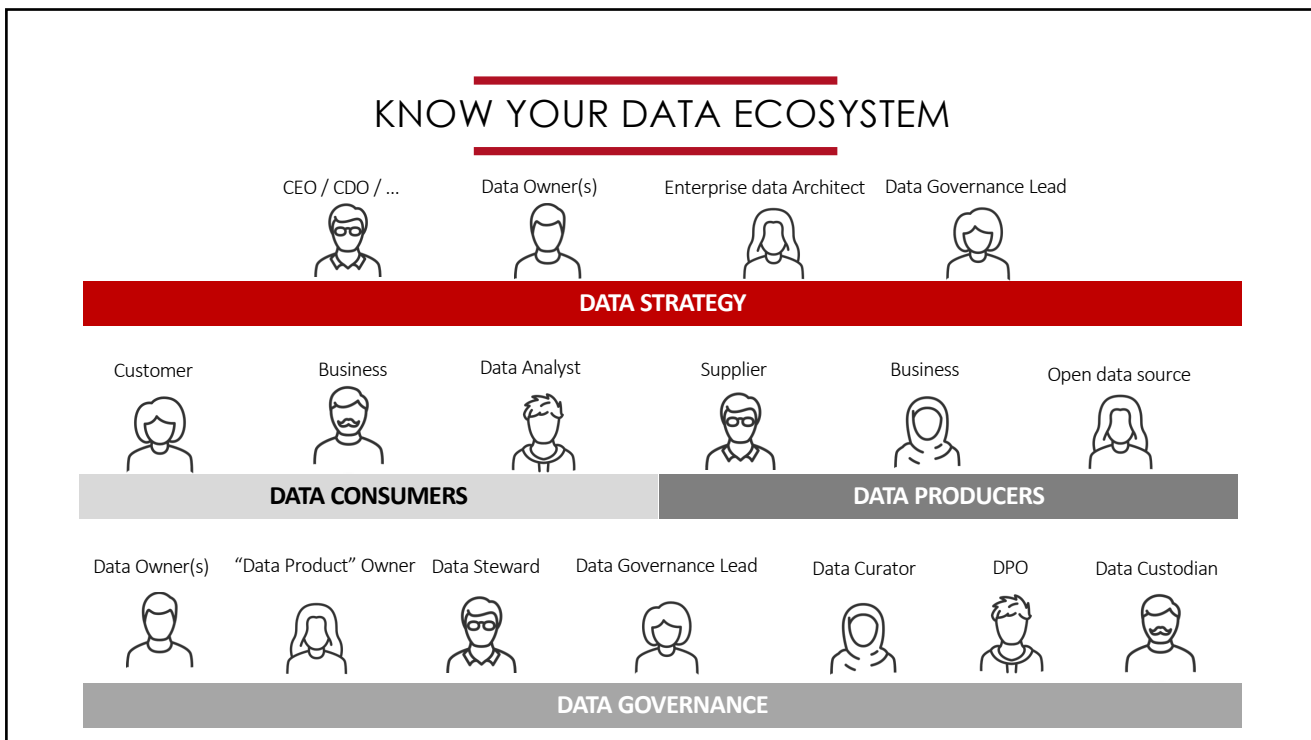 KNOW YOUR DATA ECOSYSTEM
CEO / CDO / ...
Data Owner(s)
Enterprise data Architect
Data Governance Lead
DATA STRATEGY
Customer
Business
Data Analyst
Supplier
Business
Open data source
DATA CONSUMERS
DATA PRODUCERS
Data Owner(s)
“Data Product” Owner
Data Steward
Data Governance Lead
Data Curator
DPO
Data Custodian
DATA GOVERNANCE